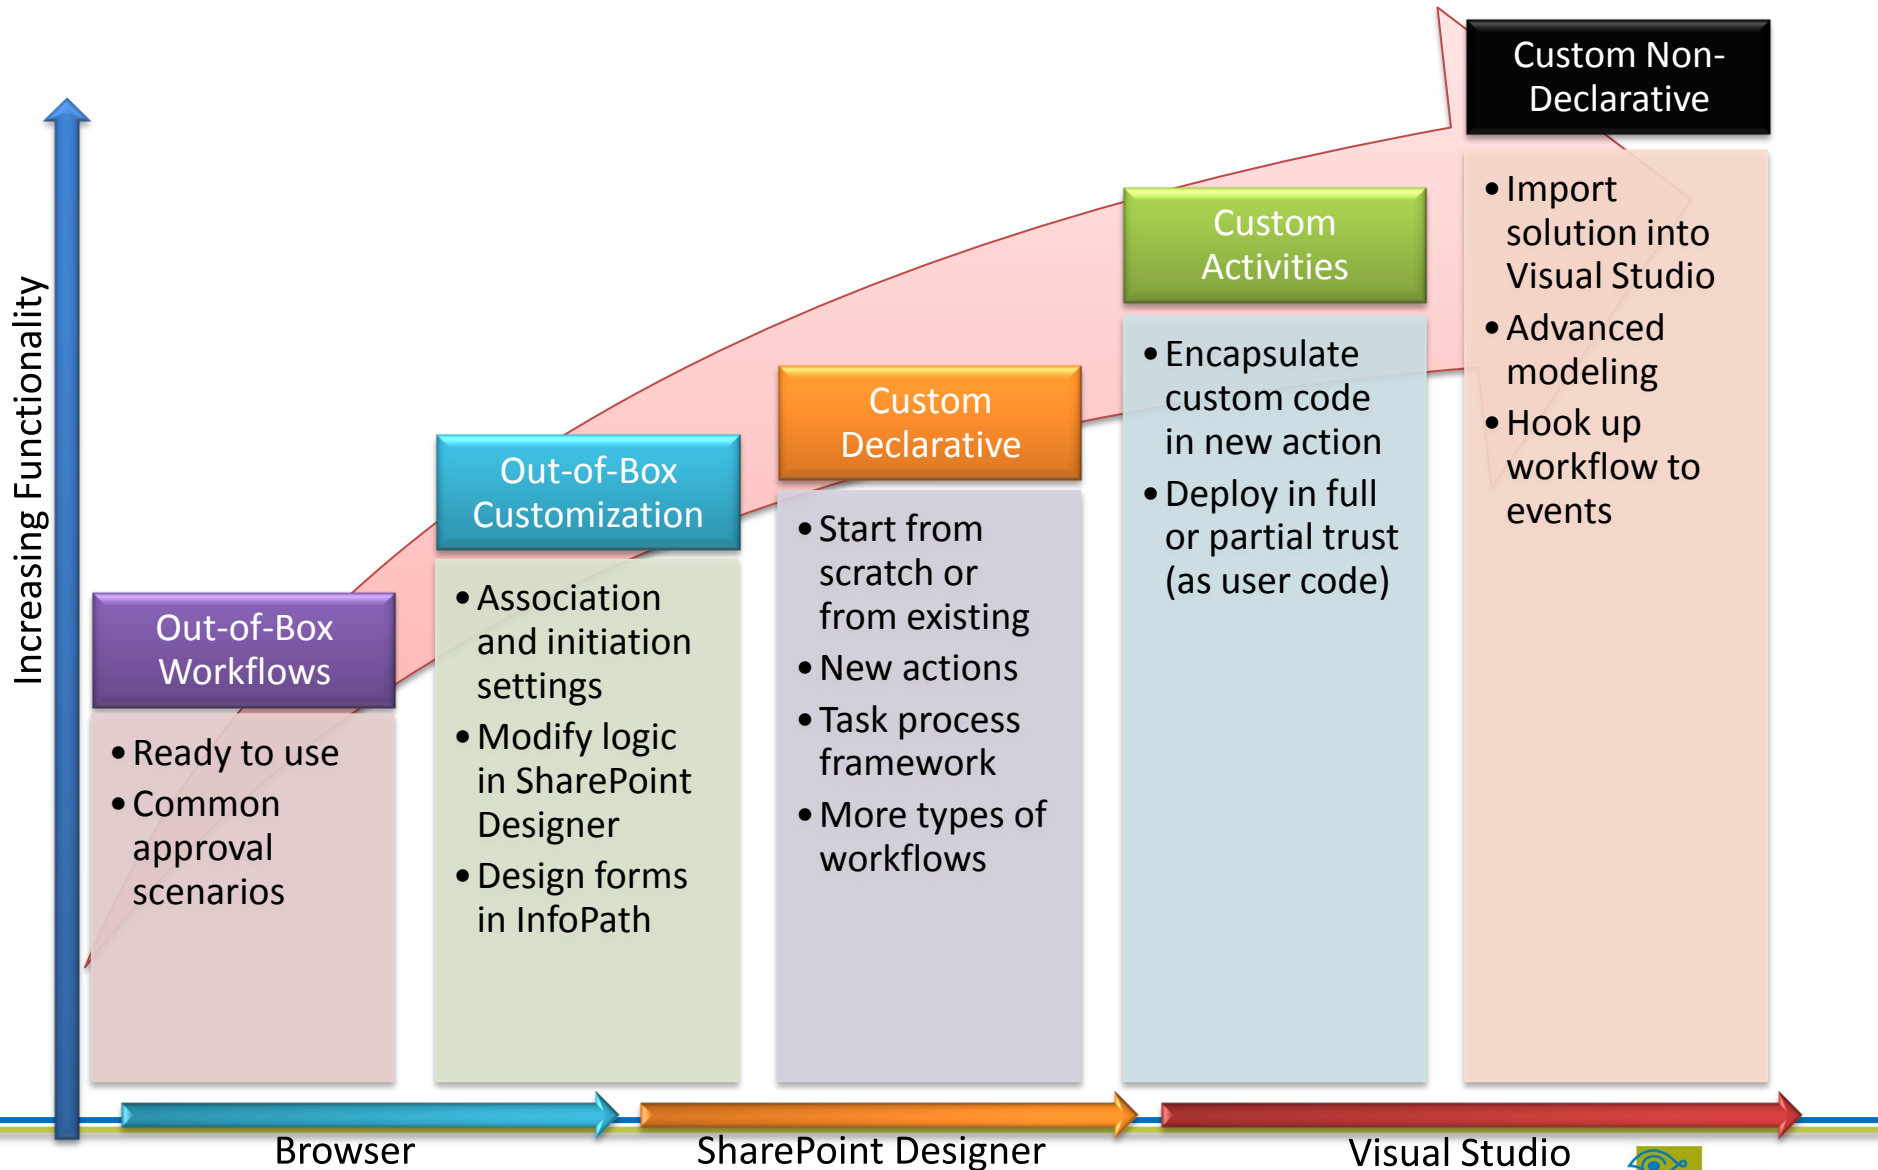 Increasing Functionality
Out-of-Box
Workflows
•Ready to use
•Common
approval
scenarios
Out-of-Box
Customization
•Association
and initiation
settings
•Modify logic
in SharePoint
Designer
•Design forms
in InfoPath
Custom
Declarative
•Start from
scratch or
from existing
•New actions
•Task process
framework
•More types of
workflows
Custom
Activities
•Encapsulate
custom code
in new action
•Deploy in full
or partial trust
(as user code)
Custom Non-
Declarative
•Import
solution into
Visual Studio
•Advanced
modeling
•Hook up
workflow to
events
Browser
SharePoint Designer
Visual Studio